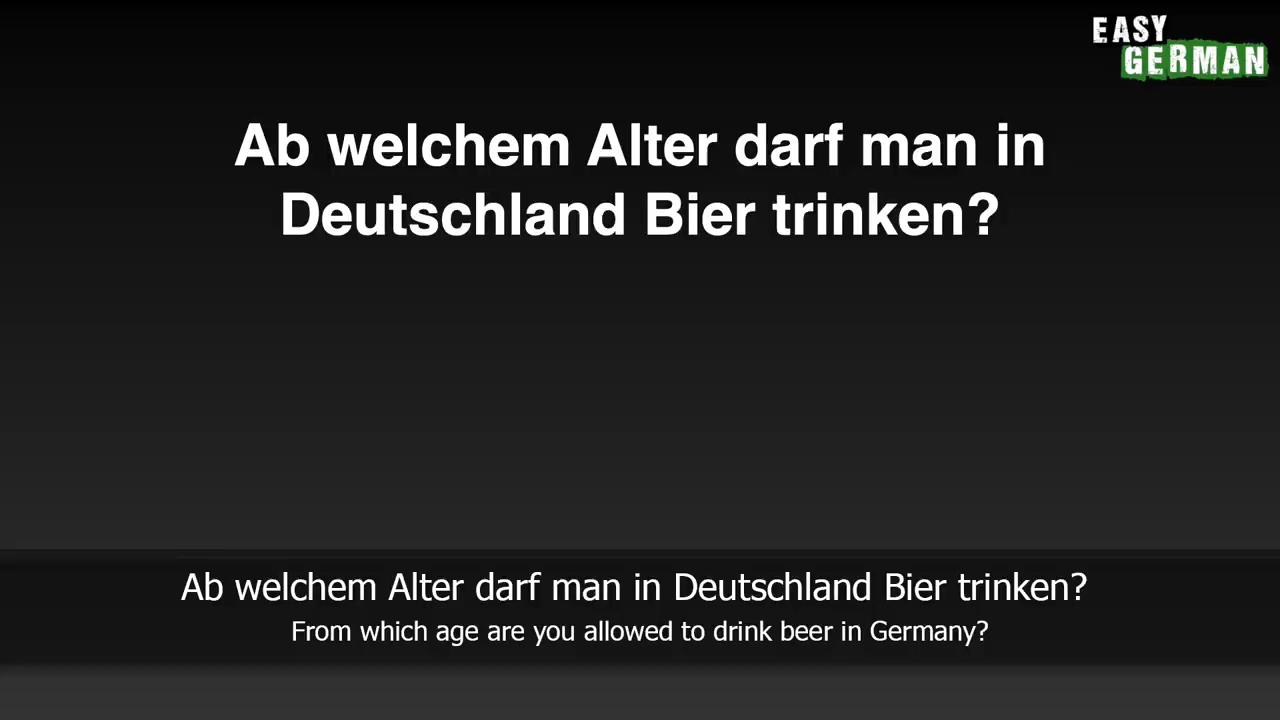 EASY
GERMAN
Ab welchem Alter darf man in
Deutschland Bier trinken?
Ab welchem Alter darf man in Deutschland Bier trinken?
From which age are you allowed to drink beer in Germany?